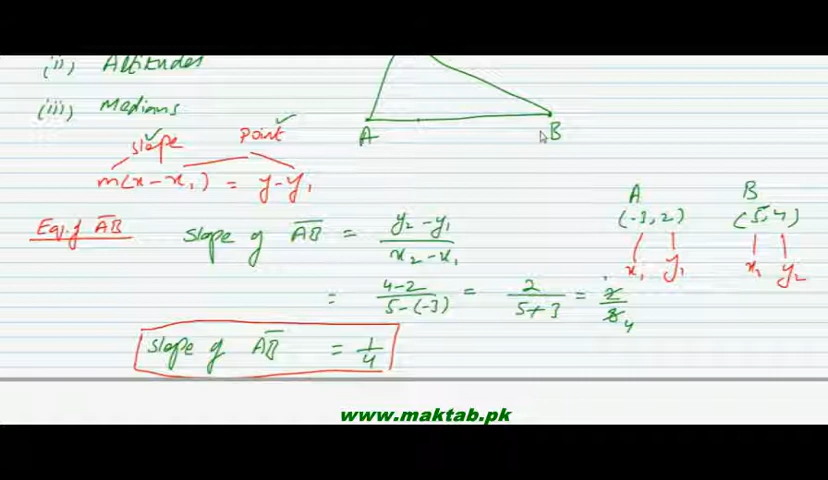 (ii) Altitudes
(iii) Medians
A B
slope point
m(x-x₁) = y-y₁
A B
(-3,2) (5,4)
x₁ y₁ x₂ y₂
Eq. of AB
slope of AB = y₂-y₁ / x₂-x₁
= 4-2 / 5-(-3) = 2 / 5+3 = 2 / 8 4
slope of AB = 1/4
www.maktab.pk